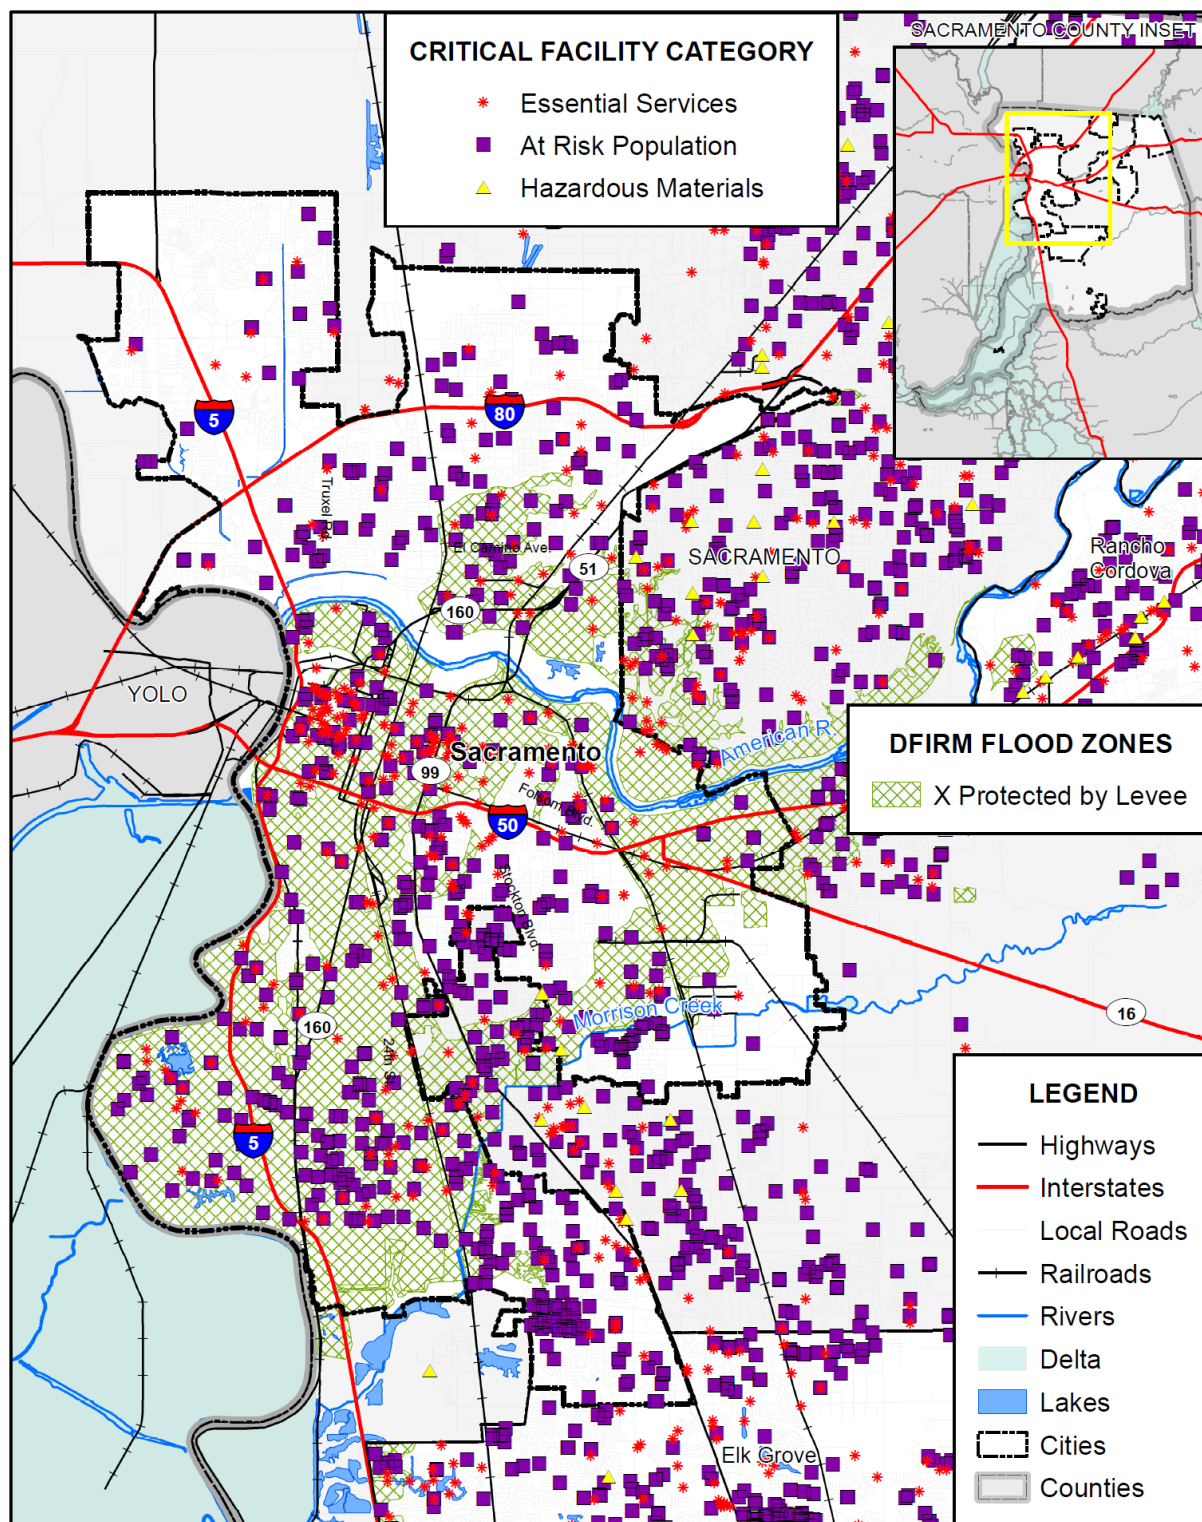 CRITICAL FACILITY CATEGORY
Essential Services
At Risk Population
Hazardous Materials
SACRAMENTO COUNTY INSET
5
80
Truxel Rd.
El Camino Ave.
51
SACRAMENTO
Rancho
Cordova
160
YOLO
Sacramento
American R.
99
Folsom Blvd.
50
DFIRM FLOOD ZONES
X Protected by Levee
Stockton Blvd.
Morrison Creek
160
24th St.
16
5
LEGEND
Highways
Interstates
Local Roads
Railroads
Rivers
Delta
Lakes
Cities
Counties
Elk Grove